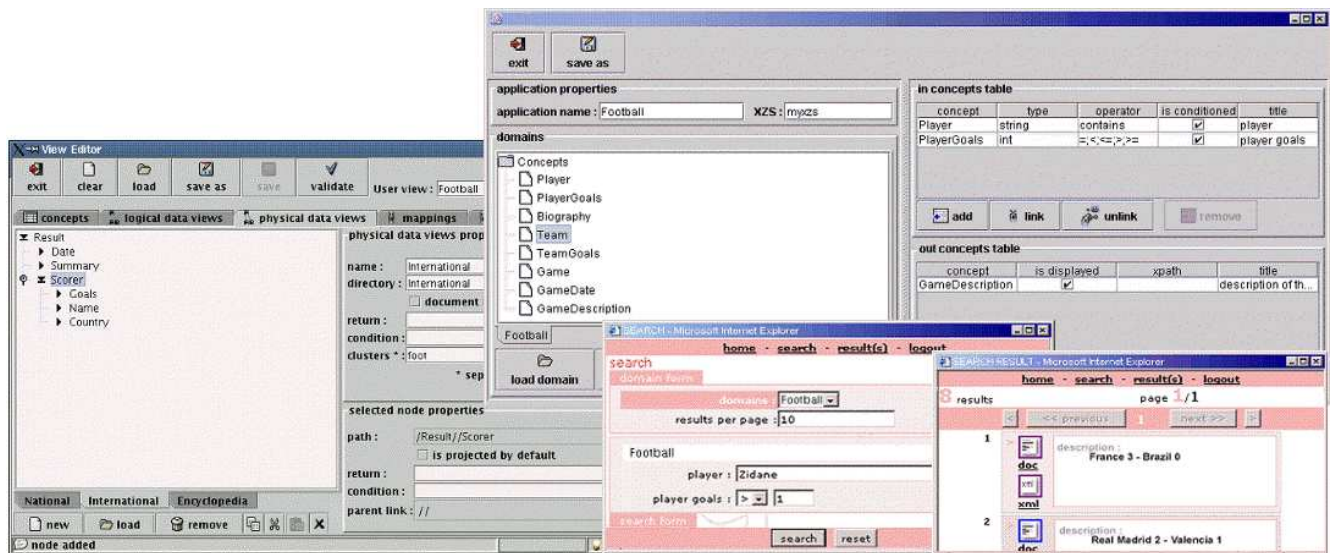 View Editor
exit clear load save as save validate User view : Football
concepts logical data views physical data views mappings
Result
Date
Summary
Scorer
Goals
Name
Country
National International Encyclopedia
new load remove
node added
physical data views prop
name : International
directory : International
document
return :
condition :
clusters * : foot
* sep
selected node properties
path : /Result//Scorer
is projected by default
return :
condition :
parent link : //
exit save as
application properties
application name : Football XZS : myxzs
domains
Concepts
Player
PlayerGoals
Biography
Team
TeamGoals
Game
GameDate
GameDescription
Football
load domain
in concepts table
concept type operator is conditioned title
Player string contains player
PlayerGoals int =;<;<=;>;>= player goals
add link unlink remove
out concepts table
concept is displayed xpath title
GameDescription description of th...
SEARCH - Microsoft Internet Explorer
home - search - result(s) - logout
search
domain form
domains : Football
results per page : 10
Football
player : Zidane
player goals : > 1
search form
search reset
SEARCH RESULT - Microsoft Internet Explorer
home - search - result(s) - logout
8 results page 1/1
< << previous 1 next >> >
1 doc description :
France 3 - Brazil 0
xml
2 doc description :
Real Madrid 2 - Valencia 1